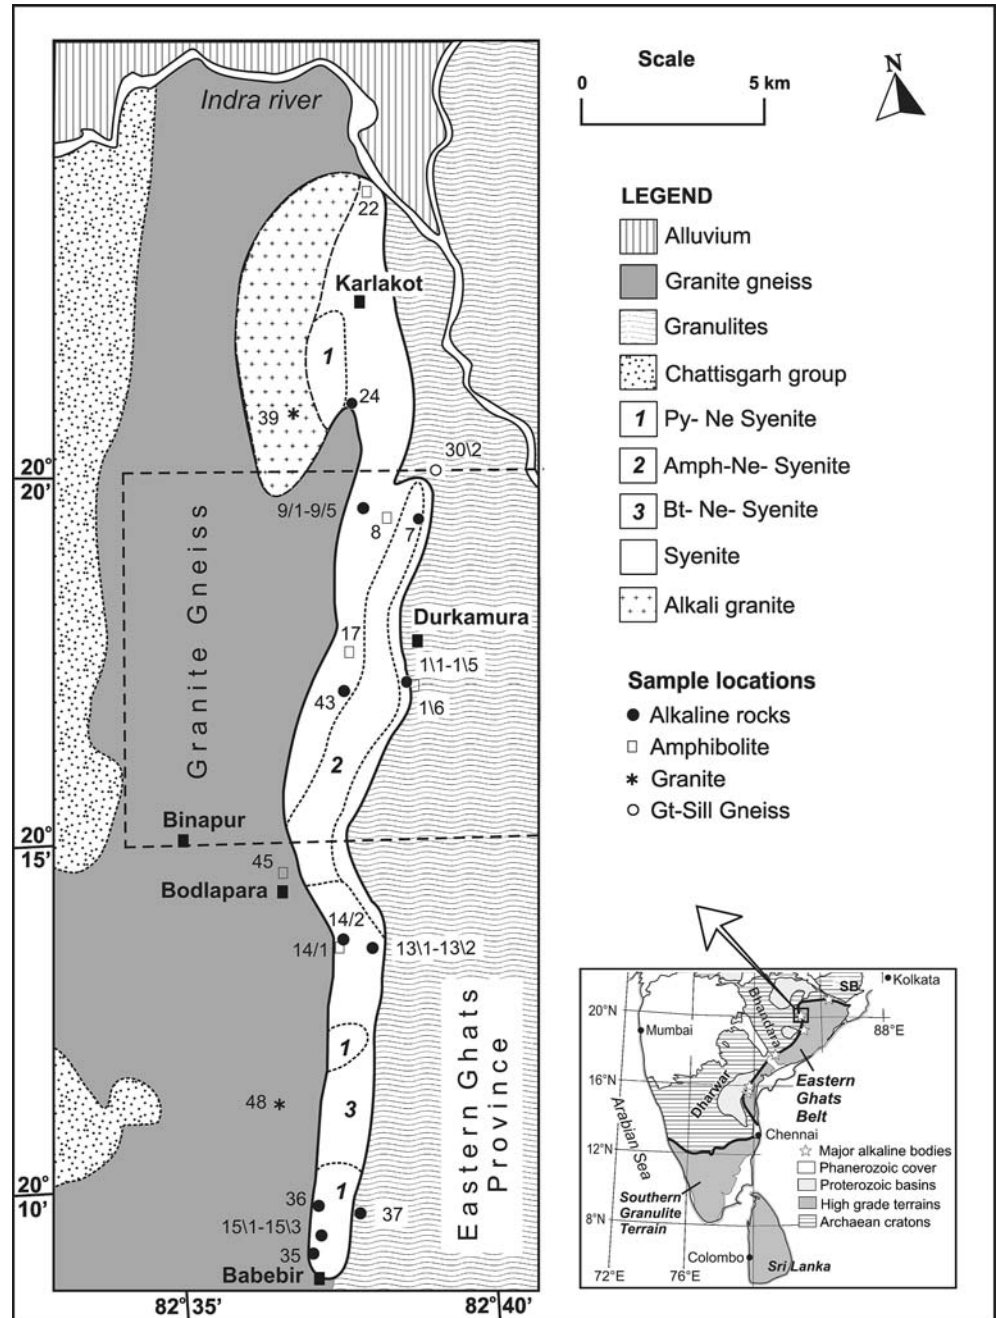 Indra river
22
Karlakot
1
24
39
30\2
20°
20'
9/1-9/5
8
7
Granite Gneiss
Durkamura
17
1\1-1\5
43
1\6
2
Binapur
20°
15'
45
Bodlapara
14/2
14/1
13\1-13\2
Eastern Ghats
Province
1
48
3
20°
10'
36
1
37
15\1-15\3
35
Babebir
82°35'
82°40'
Scale
0
5 km
N
LEGEND
Alluvium
Granite gneiss
Granulites
Chattisgarh group
1 Py- Ne Syenite
2 Amph-Ne- Syenite
3 Bt- Ne- Syenite
Syenite
Alkali granite
Sample locations
Alkaline rocks
Amphibolite
Granite
Gt-Sill Gneiss
SB
Kolkata
20°N
Bhandara
88°E
Mumbai
16°N
Dharwar
Eastern
Ghats
Belt
Arabian Sea
12°N
Chennai
Major alkaline bodies
Phanerozoic cover
Proterozoic basins
High grade terrains
Archaean cratons
Southern
Granulite
Terrain
8°N
Colombo
Sri Lanka
72°E
76°E